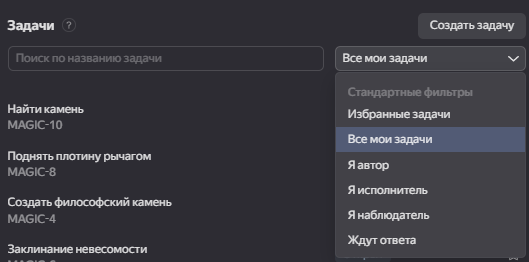 Задачи ?
Создать задачу
Поиск по названию задачи
Все мои задачи
Стандартные фильтры
Избранные задачи
Все мои задачи
Я автор
Я исполнитель
Я наблюдатель
Ждут ответа
Найти камень
MAGIC-10
Поднять плотину рычагом
MAGIC-8
Создать философский камень
MAGIC-4
Заклинание невесомости